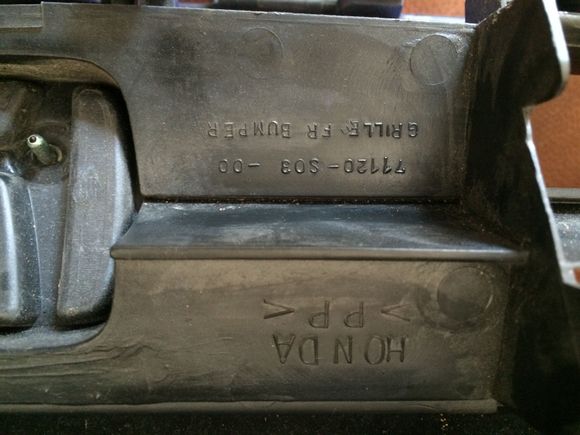 HONDA
>PP<
71120-S03 -00
GRILLE FR BUMPER